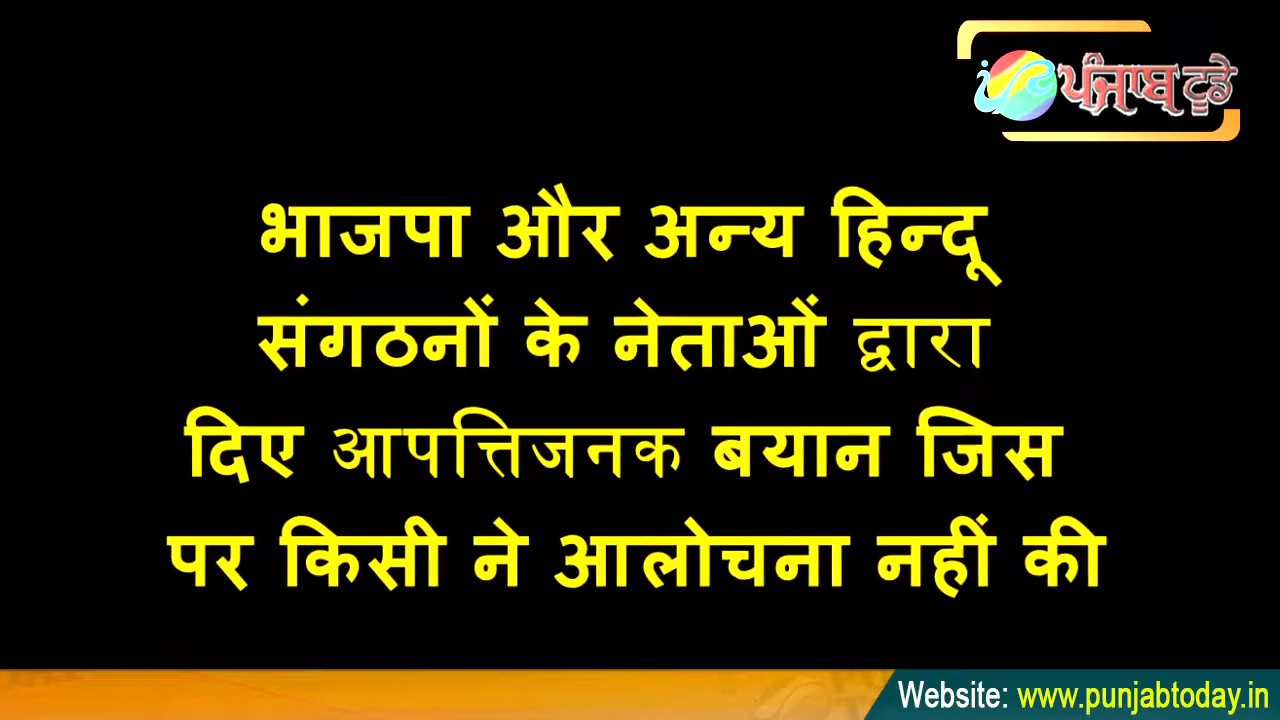 ਪੰਜਾਬ ਟੂਡੇ
भाजपा और अन्य हिन्दू
संगठनों के नेताओं द्वारा
दिए आपत्तिजनक बयान जिस
पर किसी ने आलोचना नहीं की
Website: www.punjabtoday.in